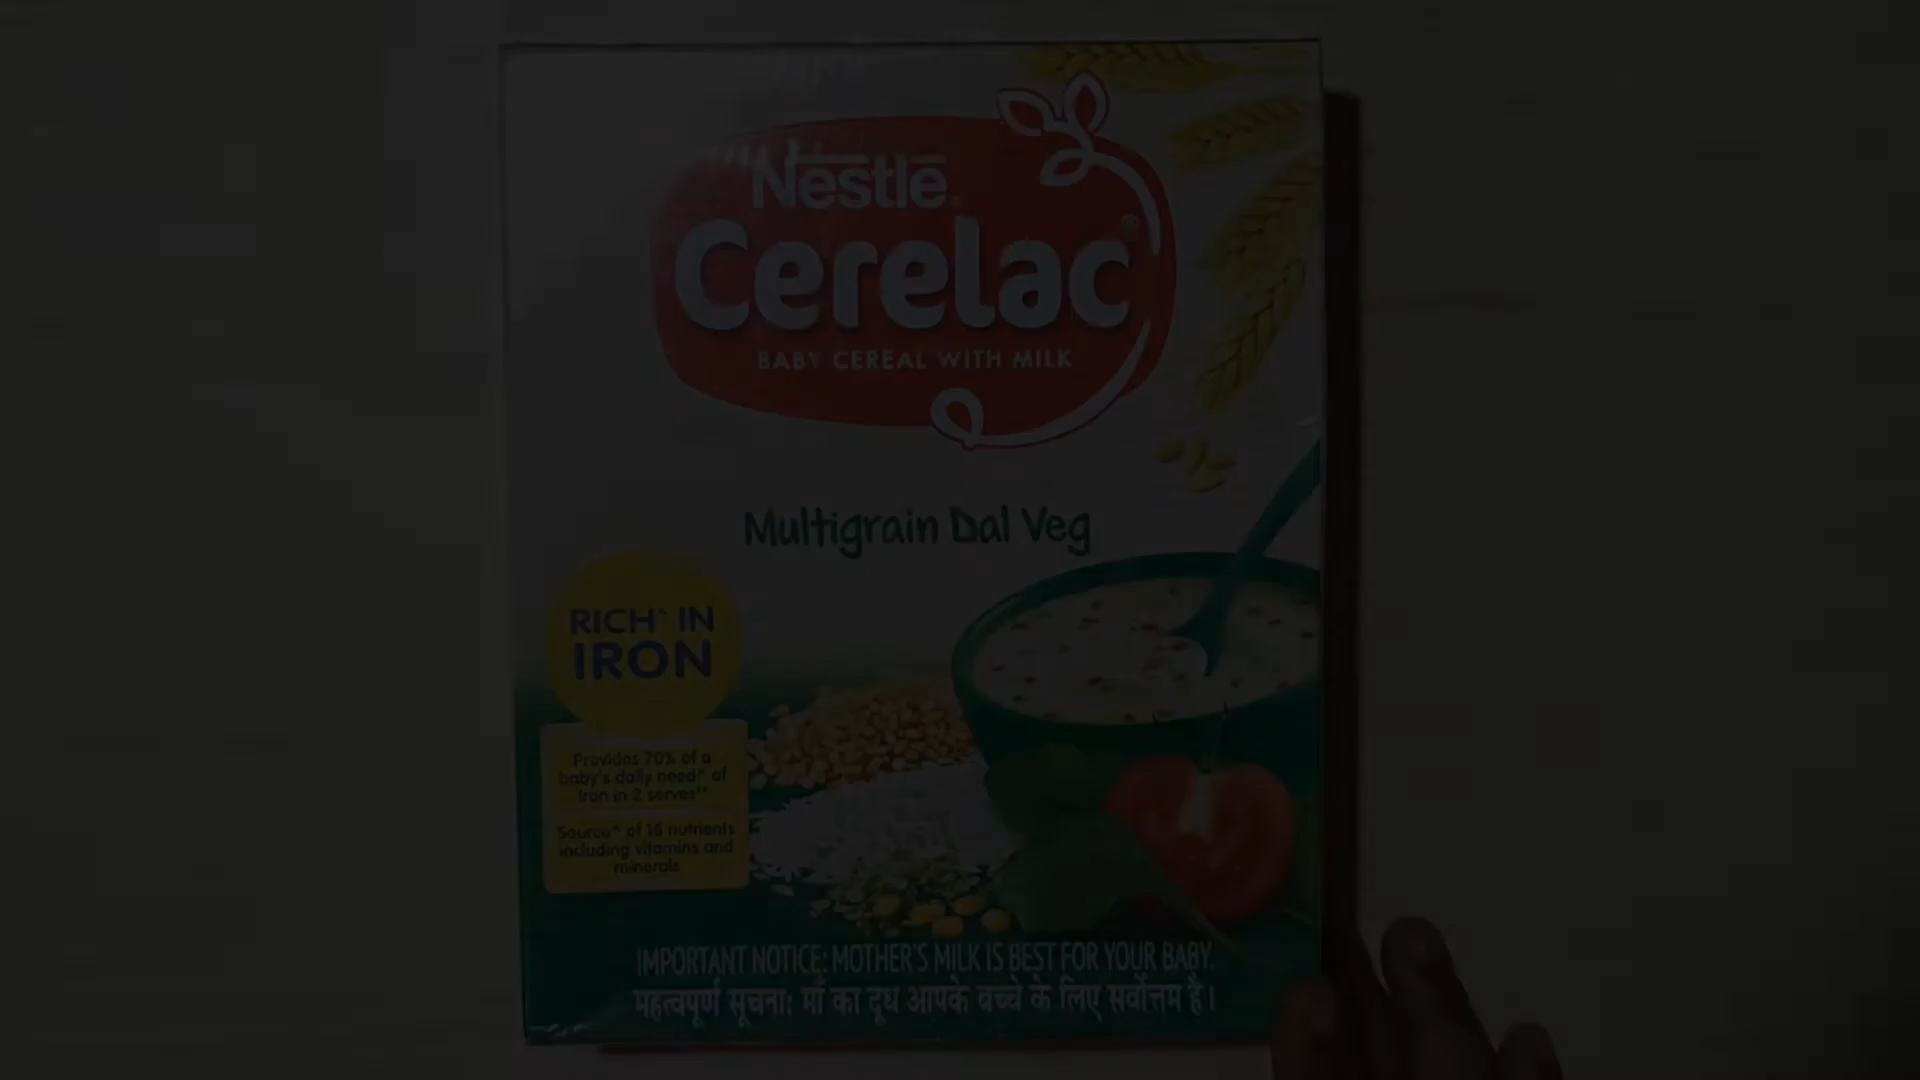 Nestlē
Cerelac®
BABY CEREAL WITH MILK
Multigrain Dal Veg
RICH^ IN
IRON
Provides 70% of a
baby's daily need* of
Iron in 2 serves**
Source^ of 18 nutrients
including vitamins and
minerals
IMPORTANT NOTICE: MOTHER'S MILK IS BEST FOR YOUR BABY.
महत्वपूर्ण सूचना: माँ का दूध आपके बच्चे के लिए सर्वोत्तम है।